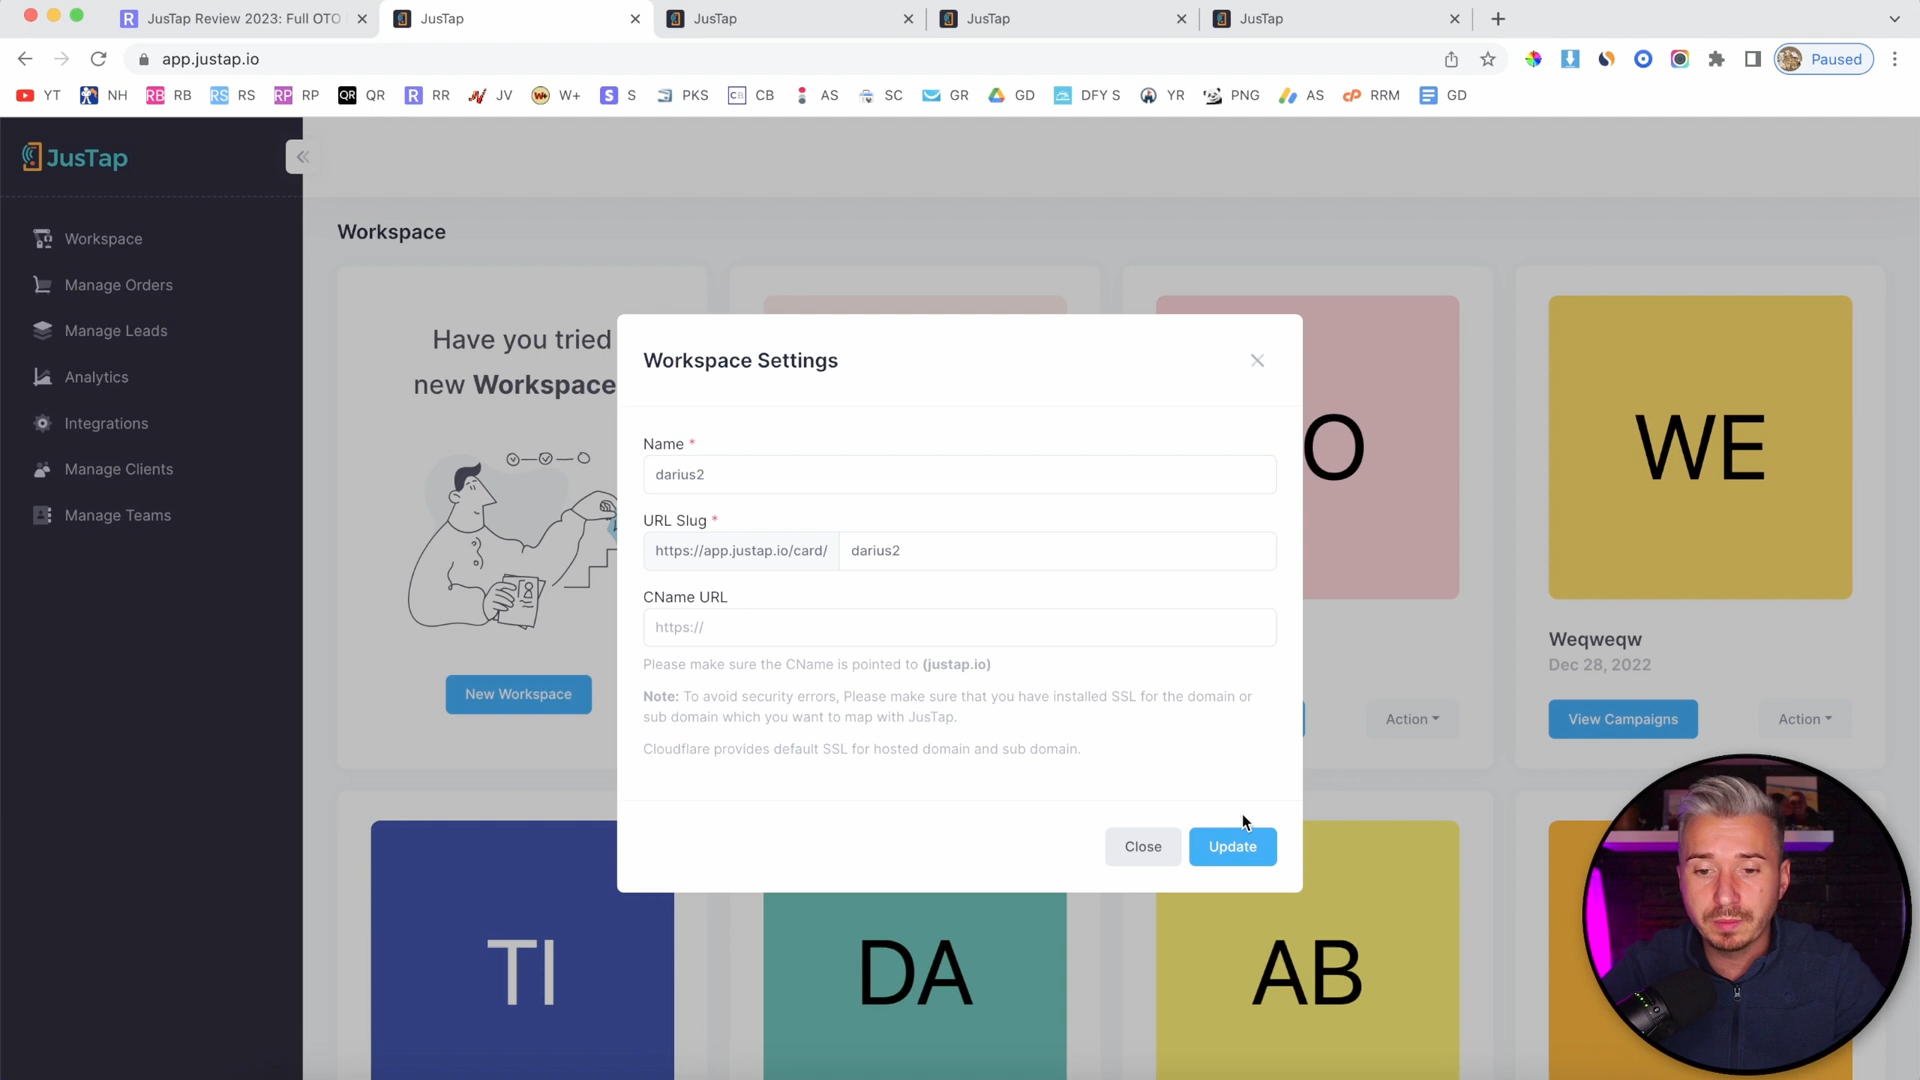 JusTap Review 2023: Full OTO
JusTap
JusTap
JusTap
JusTap
app.justap.io
Paused
YT NH RB RS RP QR RR JV W+ S PKS CB AS SC GR GD DFY S YR PNG AS RRM GD
JusTap
Workspace
Manage Orders
Manage Leads
Analytics
Integrations
Manage Clients
Manage Teams
Workspace
Have you tried
new Workspace
New Workspace
Workspace Settings
Name *
darius2
URL Slug *
https://app.justap.io/card/ darius2
CName URL
https://
Please make sure the CName is pointed to (justap.io)
Note: To avoid security errors, Please make sure that you have installed SSL for the domain or
sub domain which you want to map with JusTap.
Cloudflare provides default SSL for hosted domain and sub domain.
Close Update
O
Action
WE
Weqweqw
Dec 28, 2022
View Campaigns Action
TI
DA
AB